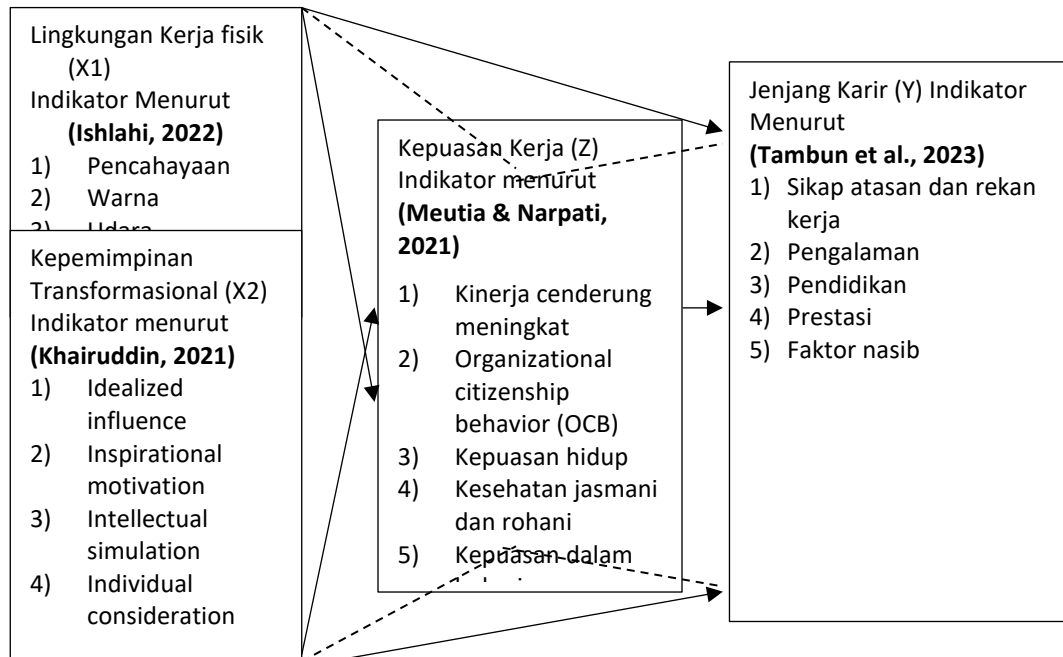 Lingkungan Kerja fisik
(X1)
Indikator Menurut
(Ishlahi, 2022)
1) Pencahayaan
2) Warna
3) Udara
Kepemimpinan
Transformasional (X2)
Indikator menurut
(Khairuddin, 2021)
1) Idealized
influence
2) Inspirational
motivation
3) Intellectual
simulation
4) Individual
consideration
Kepuasan Kerja (Z)
Indikator menurut
(Meutia & Narpati,
2021)
1) Kinerja cenderung
meningkat
2) Organizational
citizenship
behavior (OCB)
3) Kepuasan hidup
4) Kesehatan jasmani
dan rohani
5) Kepuasan dalam
Jenjang Karir (Y) Indikator
Menurut
(Tambun et al., 2023)
1) Sikap atasan dan rekan
kerja
2) Pengalaman
3) Pendidikan
4) Prestasi
5) Faktor nasib